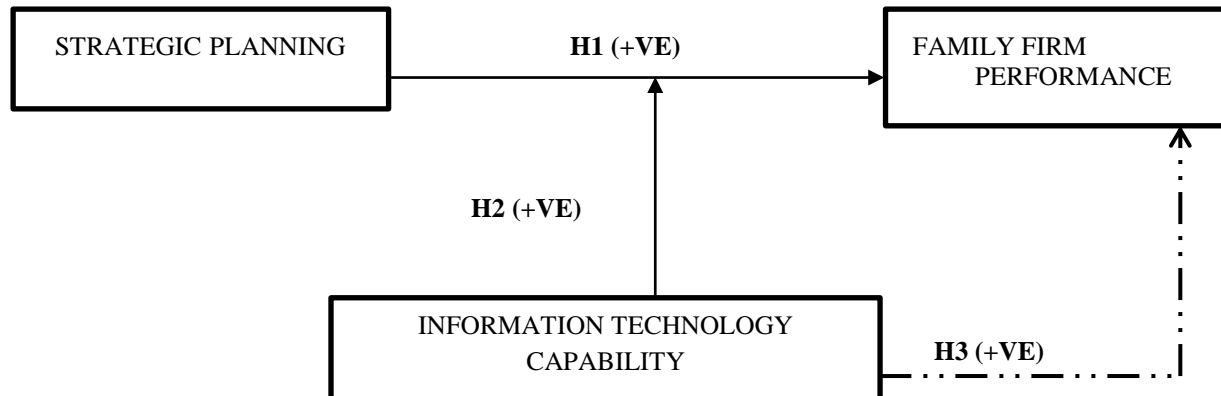 STRATEGIC PLANNING
H1 (+VE)
FAMILY FIRM
PERFORMANCE
H2 (+VE)
INFORMATION TECHNOLOGY
CAPABILITY
H3 (+VE)